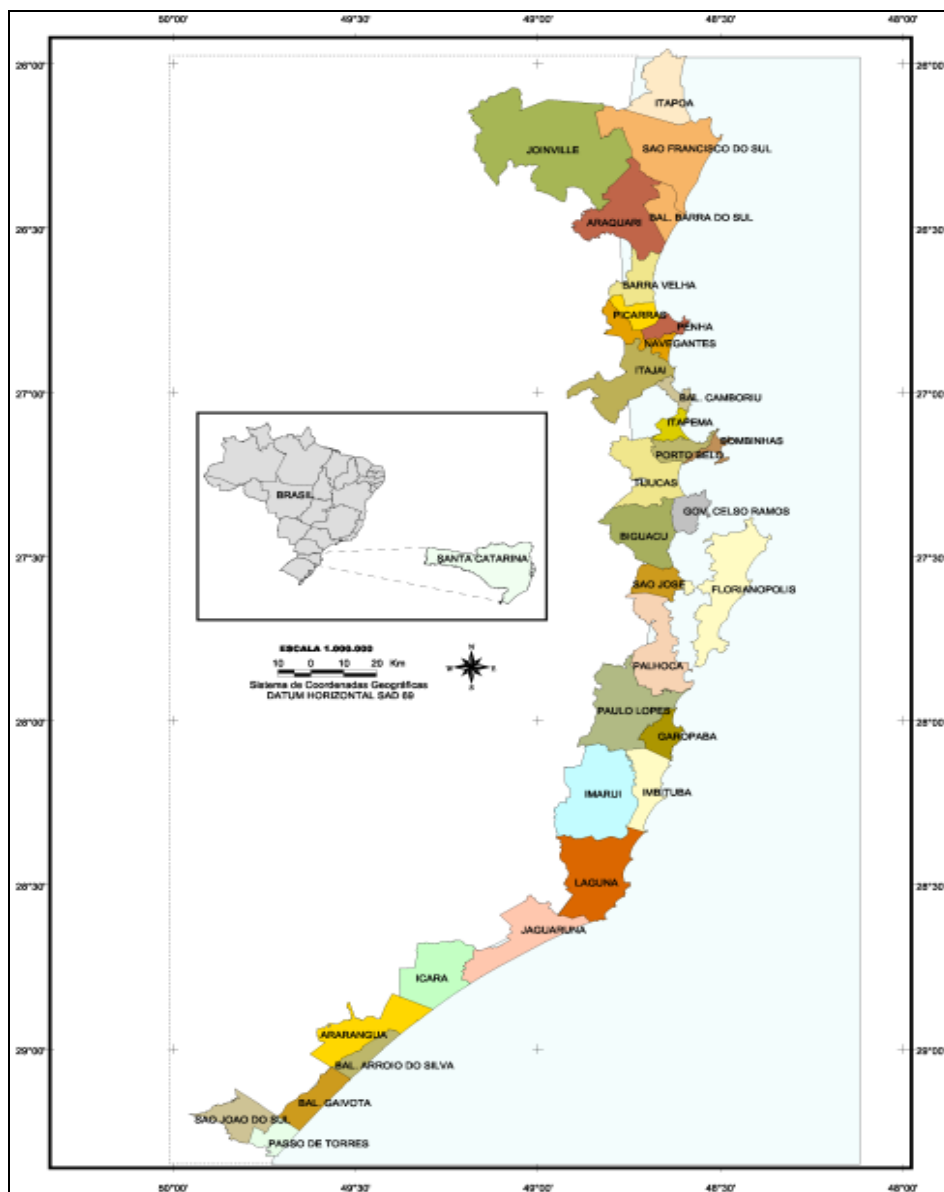 50°00'
49°30'
49°00'
48°30'
48°00'
26°00'
26°00'
ITAPOA
JOINVILLE
SAO FRANCISCO DO SUL
BAL. BARRA DO SUL
ARAQUARI
26°30'
26°30'
BARRA VELHA
PICARRAS
PENHA
NAVEGANTES
ITAJAI
27°00'
27°00'
BAL. CAMBORIU
ITAPEMA
BOMBINHAS
PORTO BELO
TIJUCAS
BRASIL
GOV. CELSO RAMOS
27°30'
27°30'
BIGUACU
SANTA CATARINA
SAO JOSE
FLORIANOPOLIS
ESCALA 1.000.000
10 0 10 20 Km
Sistema de Coordenadas Geográficas
DATUM HORIZONTAL SAD 69
N
W E
S
PALHOCA
PAULO LOPES
28°00'
28°00'
GAROPABA
IMARUI
IMBITUBA
28°30'
28°30'
LAGUNA
JAGUARUNA
ICARA
ARARANGUA
29°00'
29°00'
BAL. ARROIO DO SILVA
BAL. GAIVOTA
SAO JOAO DO SUL
PASSO DE TORRES
50°00'
49°30'
49°00'
48°30'
48°00'